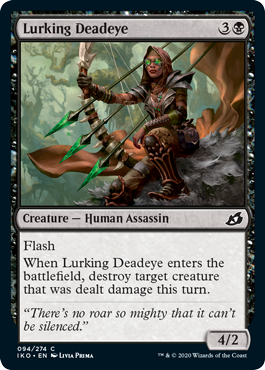 Lurking Deadeye 3
Creature — Human Assassin
Flash
When Lurking Deadeye enters the
battlefield, destroy target creature
that was dealt damage this turn.
"There's no roar so mighty that it can't
be silenced."
4/2
094/274 C
IKO • EN LIVIA PRIMA
™ & © 2020 Wizards of the Coast